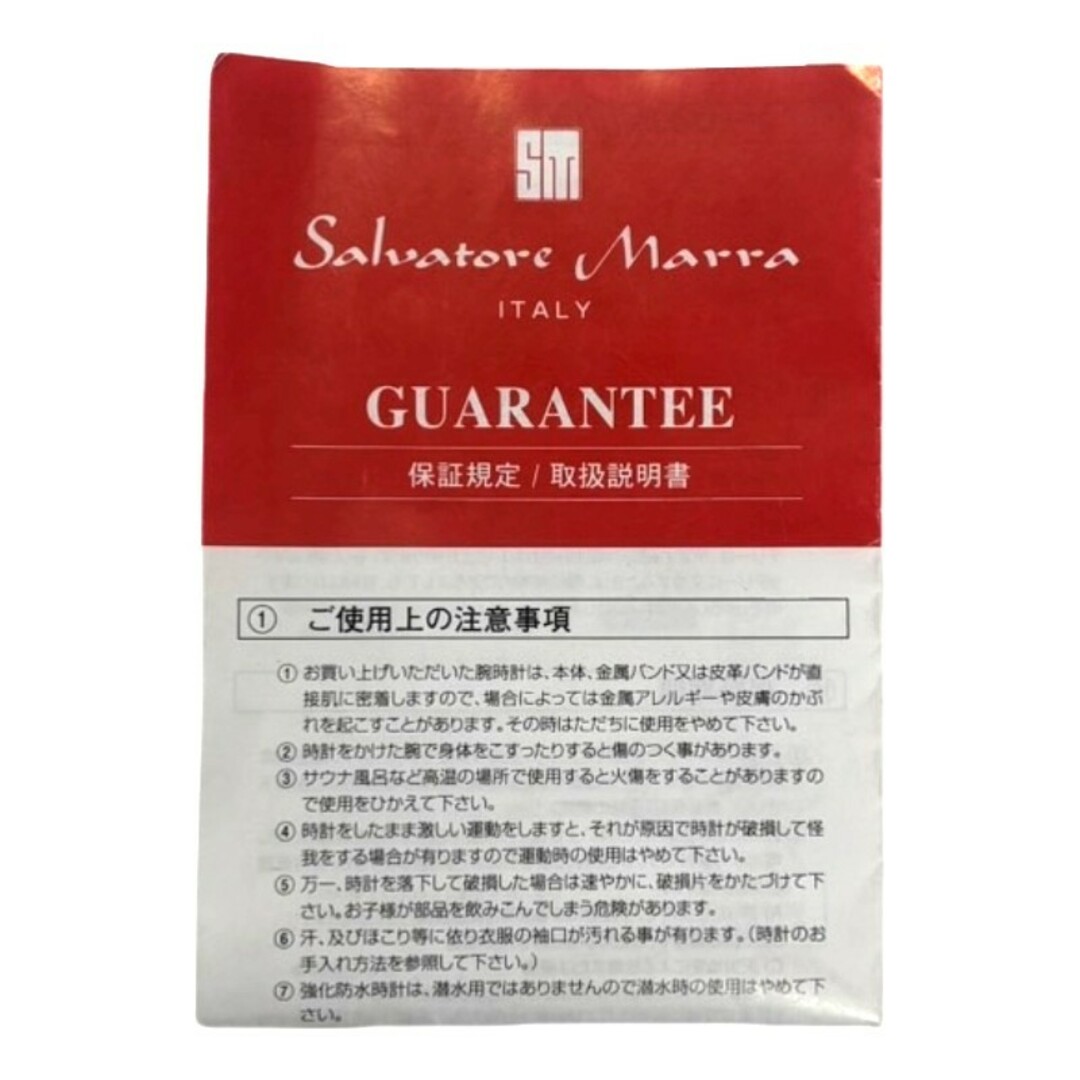 SM
Salvatore Marra
ITALY
GUARANTEE
保証規定 / 取扱説明書
① ご使用上の注意事項
① お買い上げいただいた腕時計は、本体、金属バンド又は皮革バンドが直
接肌に密着しますので、場合によっては金属アレルギーや皮膚のかぶ
れを起こすことがあります。その時はただちに使用をやめて下さい。
② 時計をかけた腕で身体をこすったりすると傷のつく事があります。
③ サウナ風呂など高温の場所で使用すると火傷をすることがありますの
で使用をひかえて下さい。
④ 時計をしたまま激しい運動をしますと、それが原因で時計が破損して怪
我をする場合が有りますので運動時の使用はやめて下さい。
⑤ 万一、時計を落下して破損した場合は速やかに、破損片をかたづけて下
さい。お子様が部品を飲みこんでしまう危険があります。
⑥ 汗、及びほこり等に依り衣服の袖口が汚れる事が有ります。(時計のお
手入れ方法を参照して下さい。)
⑦ 強化防水時計は、潜水用ではありませんので潜水時の使用はやめて下
さい。